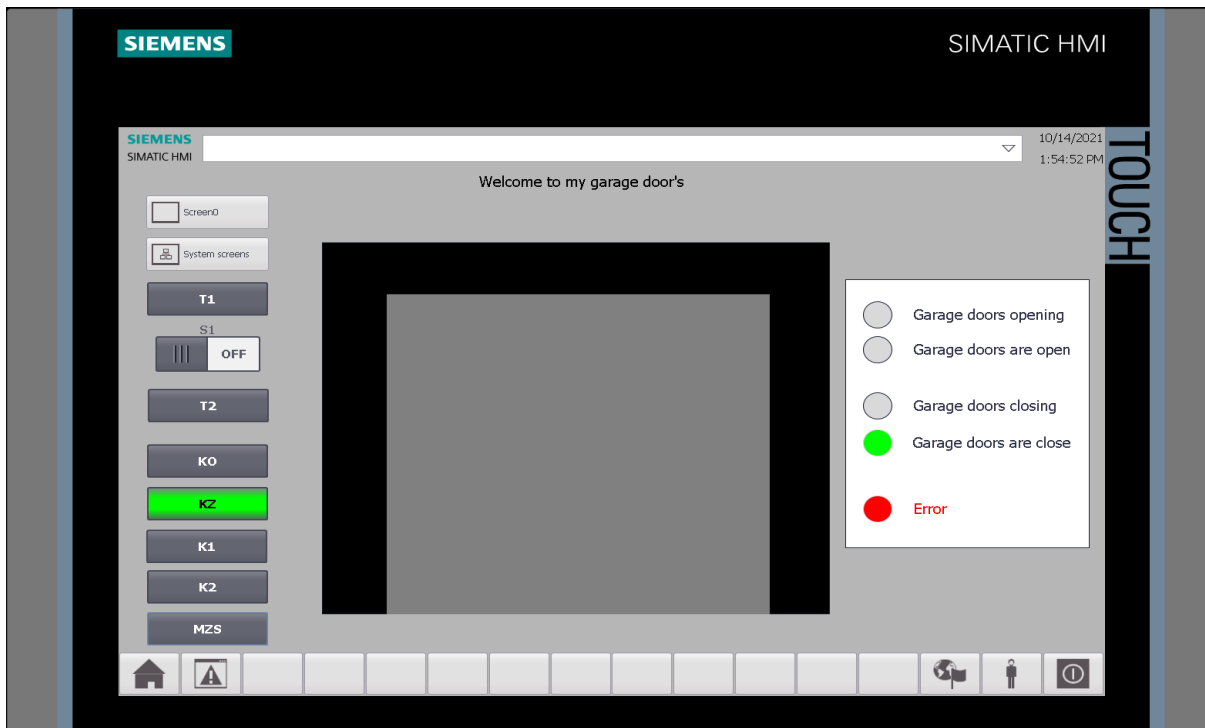 SIEMENS
SIMATIC HMI
TOUCH
SIEMENS
SIMATIC HMI
10/14/2021
1:54:52 PM
Welcome to my garage door's
Screen0
System screens
T1
S1
OFF
T2
KO
KZ
K1
K2
MZS
Garage doors opening
Garage doors are open
Garage doors closing
Garage doors are close
Error